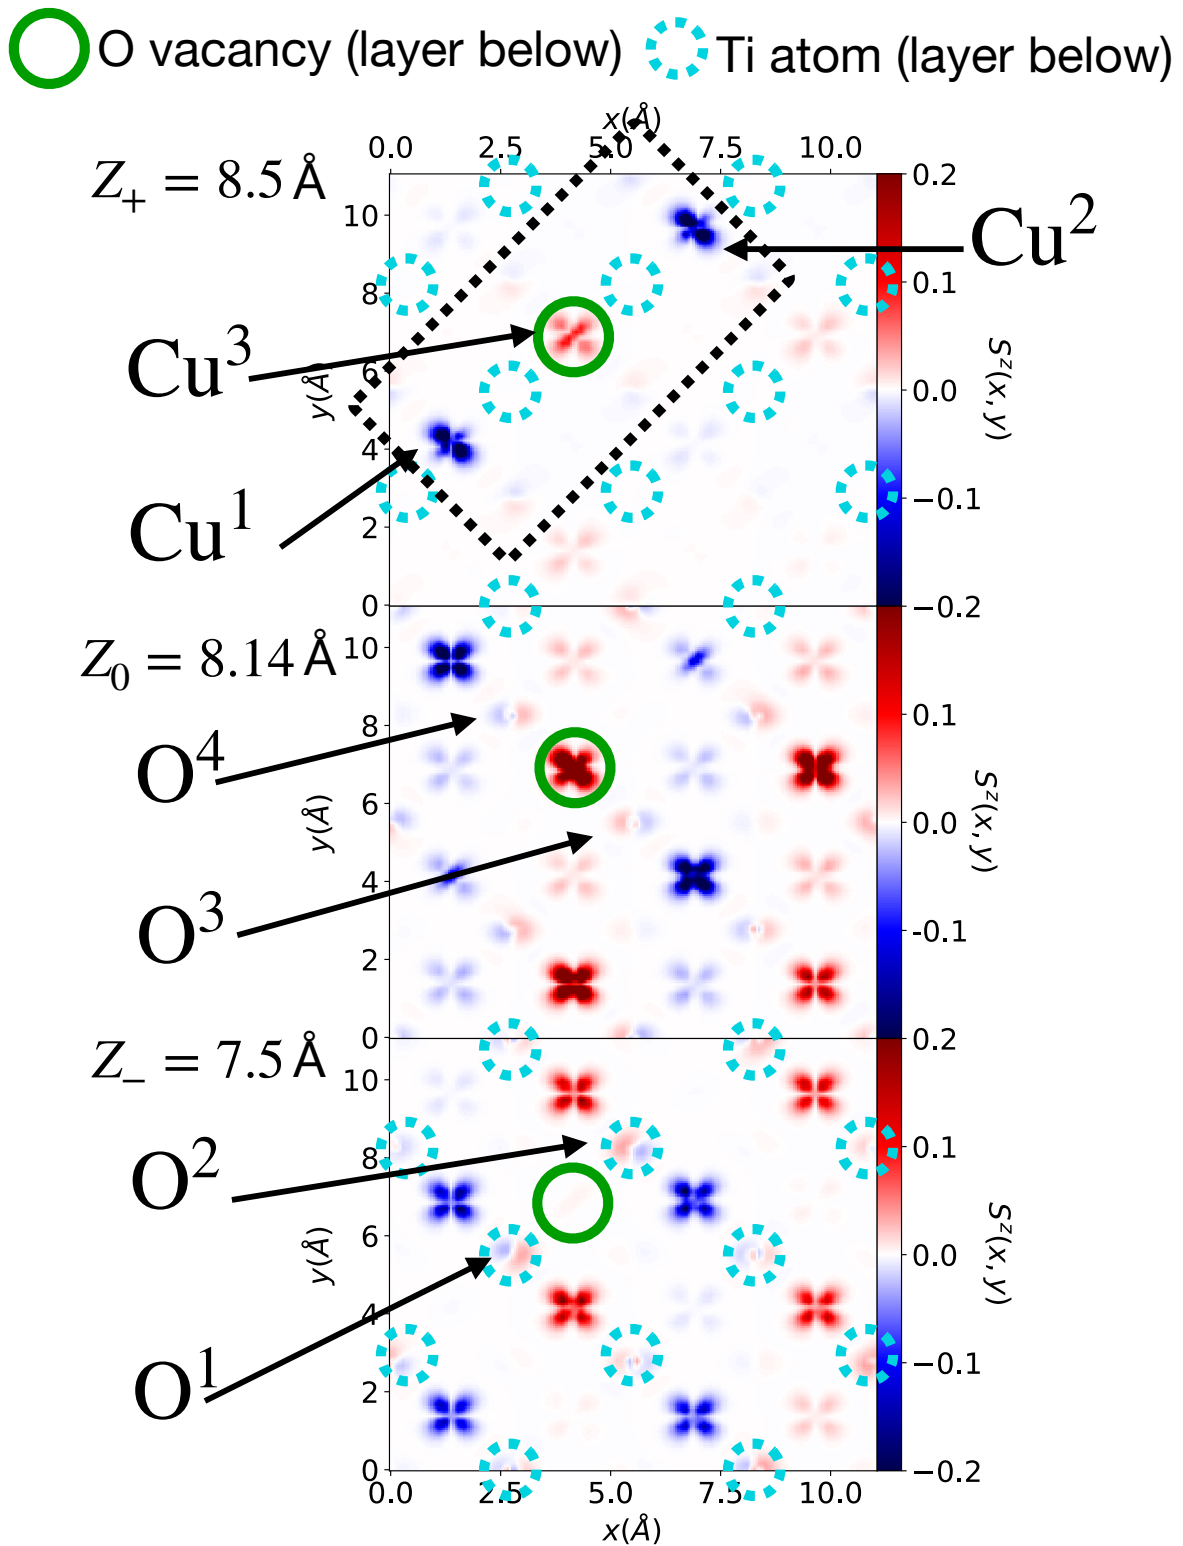 O vacancy (layer below) Ti atom (layer below)
x(Å)
0.0 2.5 5.0 7.5 10.0
Z₊ = 8.5 Å
10
8
6
4
2
0
y(Å)
0.2
0.1
0.0
−0.1
−0.2
Sᶻ(x, y)
Cu²
Cu³
Cu¹
Z₀ = 8.14 Å
10
8
6
4
2
0
y(Å)
0.1
0.0
−0.1
0.2
Sᶻ(x, y)
O⁴
O³
Z₋ = 7.5 Å
10
8
6
4
2
0
y(Å)
0.1
0.0
−0.1
−0.2
Sᶻ(x, y)
O²
O¹
0.0 2.5 5.0 7.5 10.0
x(Å)